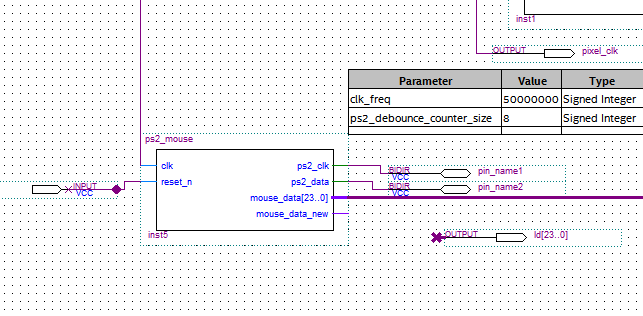 inst1
OUTPUT pixel_clk
Parameter Value Type
clk_freq 50000000 Signed Integer
ps2_debounce_counter_size 8 Signed Integer
ps2_mouse
clk ps2_clk
BIDIR VCC pin_name1
reset_n ps2_data
BIDIR VCC pin_name2
INPUT VCC
mouse_data[23..0]
mouse_data_new
inst5
OUTPUT ld[23..0]